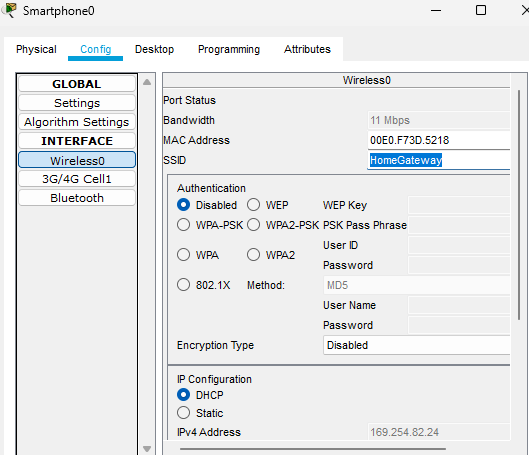 Smartphone0
Physical Config Desktop Programming Attributes
GLOBAL
Settings
Algorithm Settings
INTERFACE
Wireless0
3G/4G Cell1
Bluetooth
Wireless0
Port Status
Bandwidth 11 Mbps
MAC Address 00E0.F73D.5218
SSID HomeGateway
Authentication
Disabled WEP WEP Key
WPA-PSK WPA2-PSK PSK Pass Phrase
User ID
WPA WPA2
Password
802.1X Method: MD5
User Name
Password
Encryption Type Disabled
IP Configuration
DHCP
Static
IPv4 Address 169.254.82.24